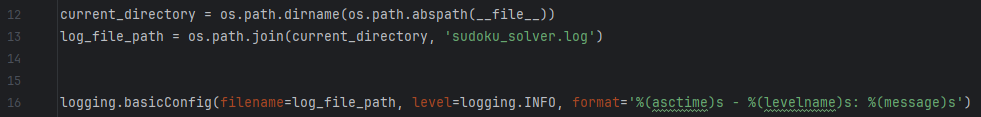 12 current_directory = os.path.dirname(os.path.abspath(__file__))
13 log_file_path = os.path.join(current_directory, 'sudoku_solver.log')
14
15
16 logging.basicConfig(filename=log_file_path, level=logging.INFO, format='%(asctime)s - %(levelname)s: %(message)s')